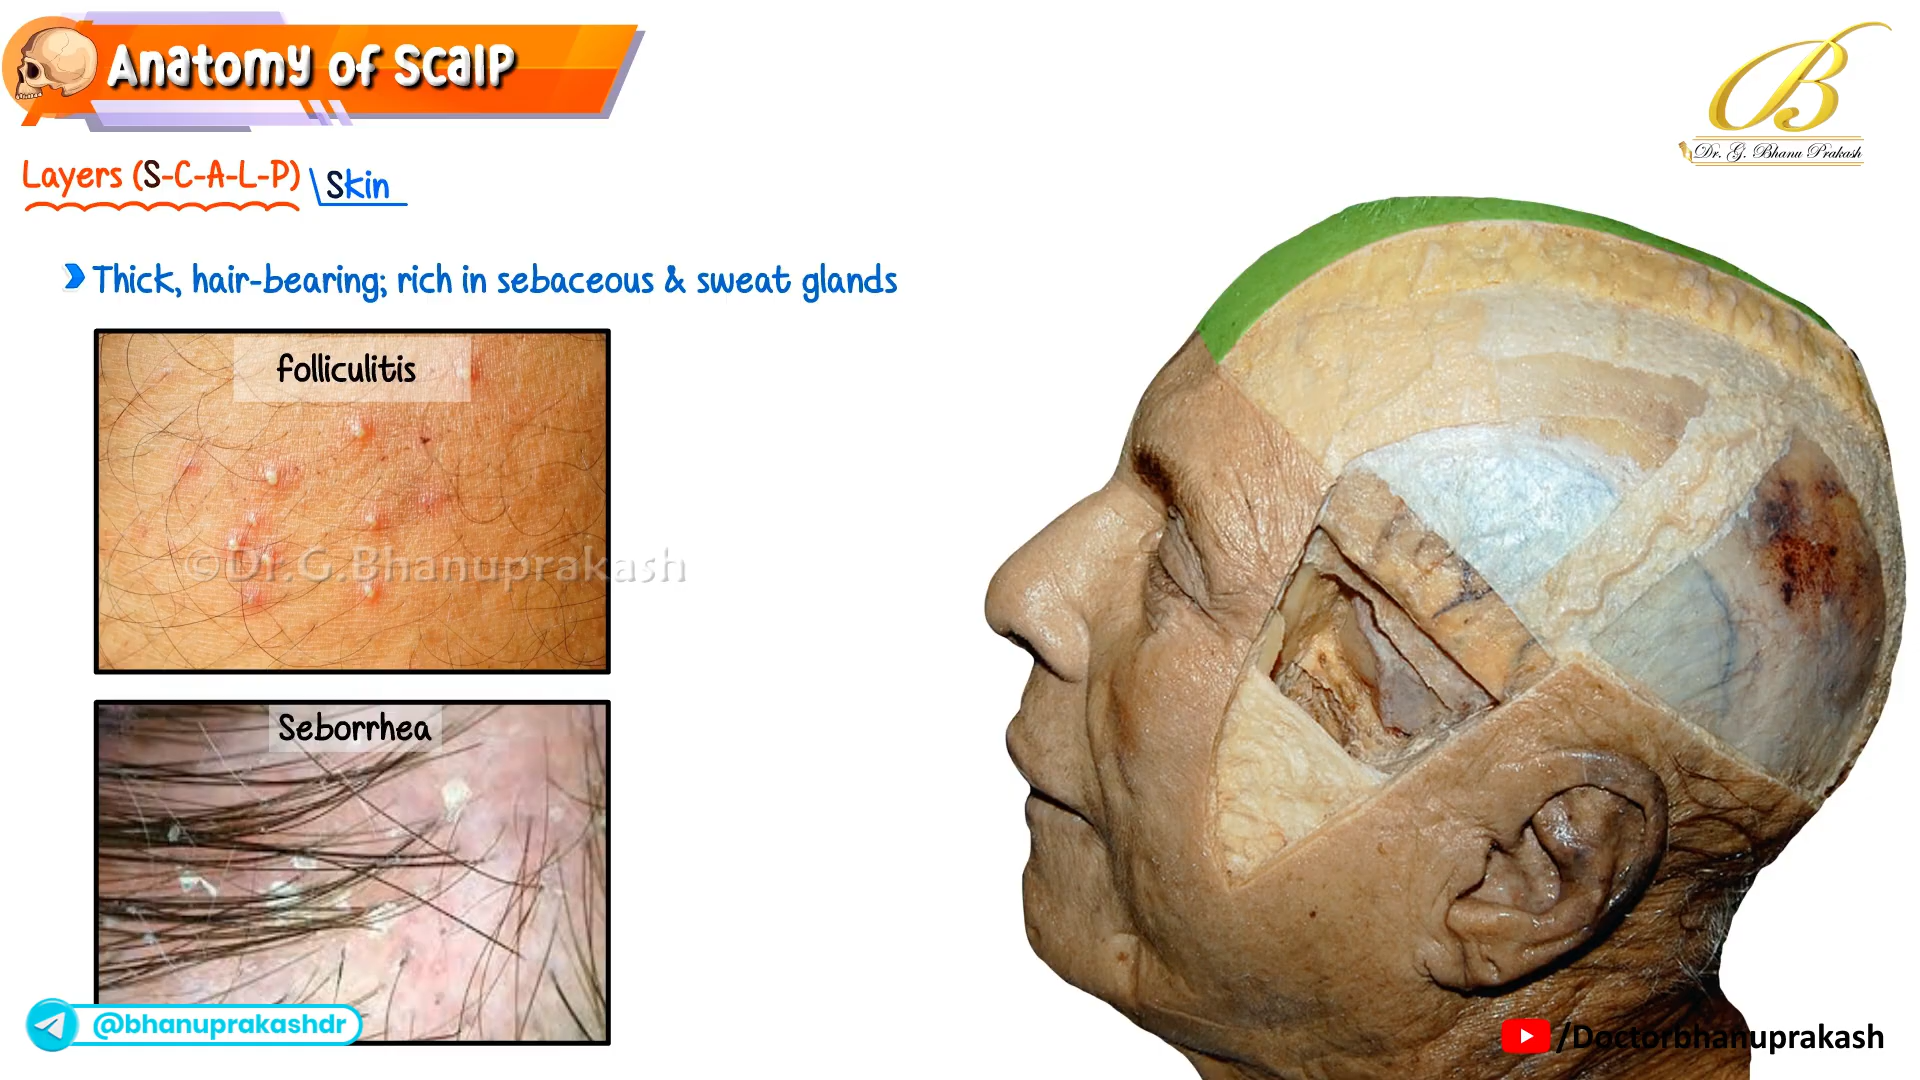 Anatomy of Scalp
B
Dr. G. Bhanu Prakash
Layers (S-C-A-L-P)
Skin
Thick, hair-bearing; rich in sebaceous & sweat glands
folliculitis
©Dr.G.Bhanuprakash
Seborrhea
@bhanuprakashdr
/Doctorbhanuprakash